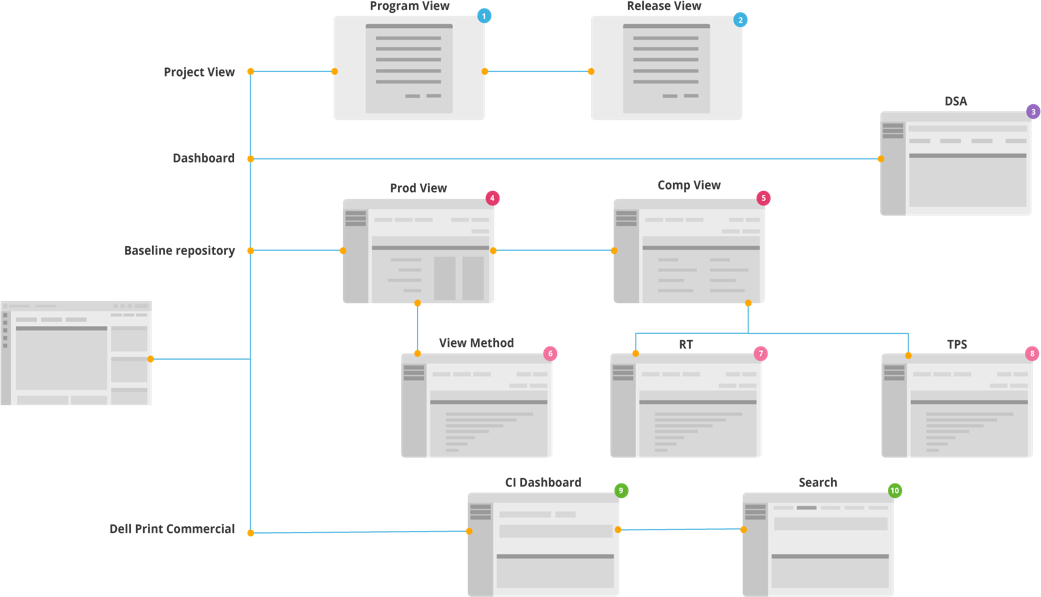 Program View
1
Release View
2
Project View
DSA
3
Dashboard
Prod View
4
Comp View
5
Baseline repository
View Method
6
RT
7
TPS
8
CI Dashboard
9
Search
10
Dell Print Commercial